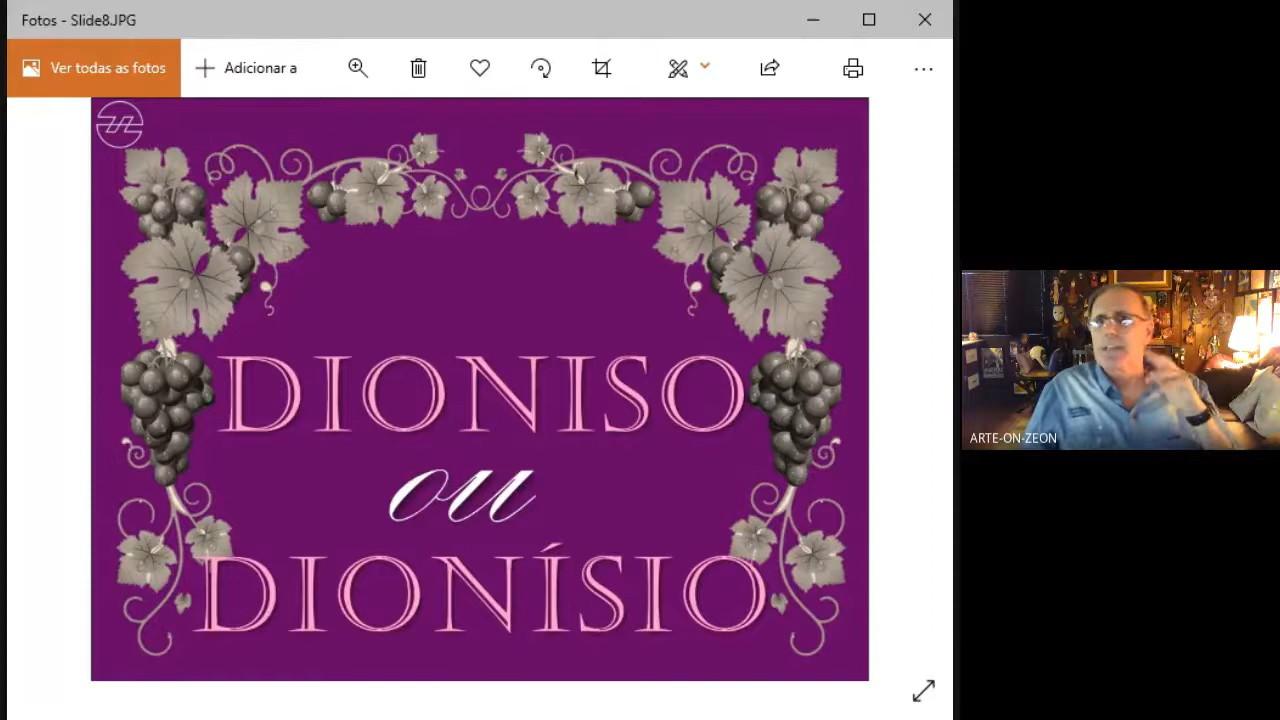 Fotos - Slide8.JPG
Ver todas as fotos
Adicionar a
DIONISO
ou
DIONÍSIO
ARTE-ON-ZEON